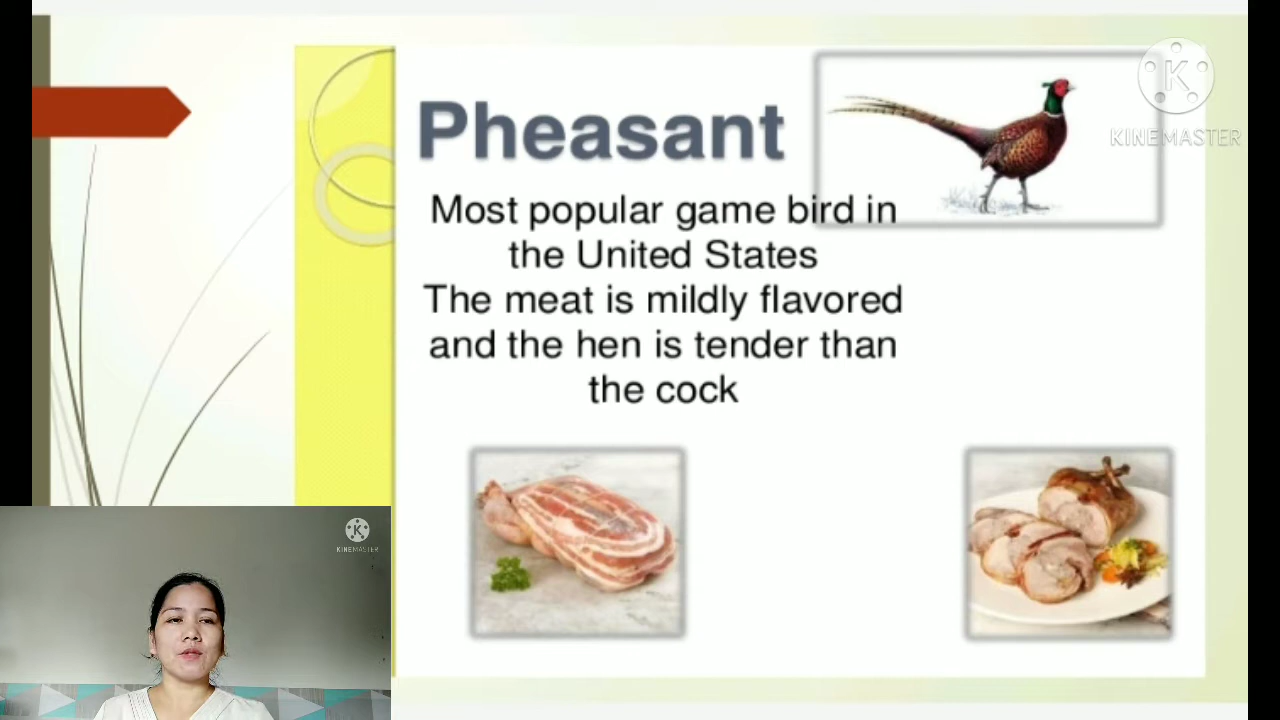 Pheasant
KINEMASTER
Most popular game bird in
the United States
The meat is mildly flavored
and the hen is tender than
the cock
KINEMASTER